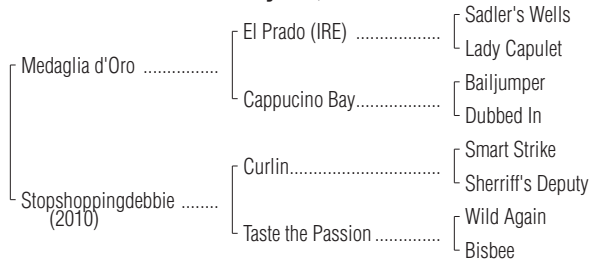 Sadler's Wells
El Prado (IRE) ..................
Lady Capulet
Medaglia d'Oro ................
Bailjumper
Cappucino Bay..................
Dubbed In
Smart Strike
Curlin................................
Sherriff's Deputy
Stopshoppingdebbie ........
(2010)
Wild Again
Taste the Passion ..............
Bisbee